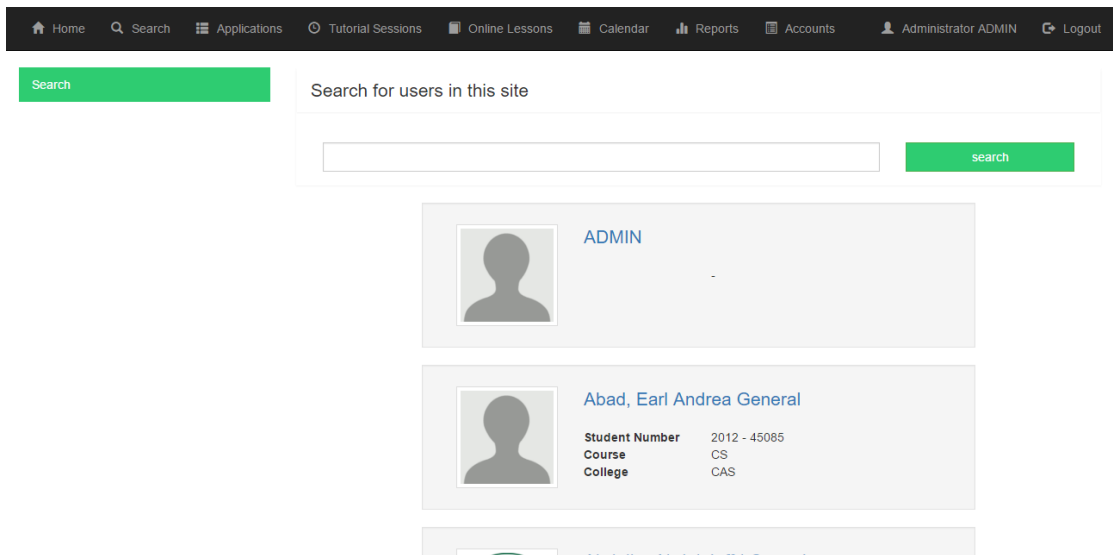 Home Search Applications Tutorial Sessions Online Lessons Calendar Reports Accounts Administrator ADMIN Logout
Search
Search for users in this site
search
ADMIN
-
Abad, Earl Andrea General
Student Number 2012 - 45085
Course CS
College CAS